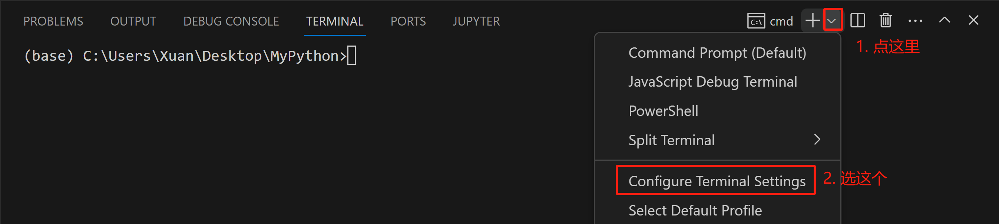 PROBLEMS OUTPUT DEBUG CONSOLE TERMINAL PORTS JUPYTER C:\ cmd
1. 点这里
(base) C:\Users\Xuan\Desktop\MyPython>
Command Prompt (Default)
JavaScript Debug Terminal
PowerShell
Split Terminal
Configure Terminal Settings
2. 选这个
Select Default Profile